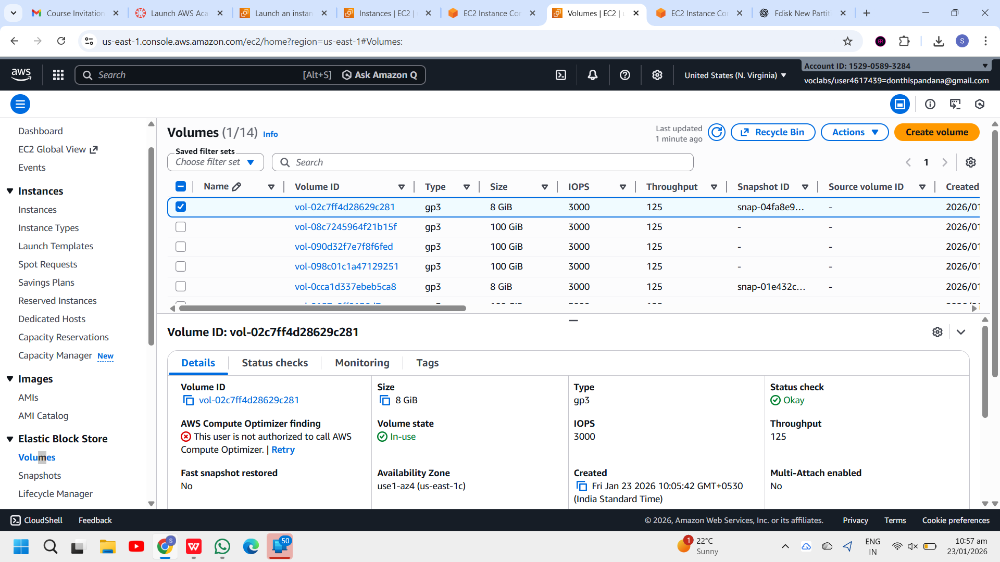 Course Invitation
Launch AWS Aca
Launch an instan
Instances | EC2 |
EC2 Instance Con
Volumes | EC2 | u
EC2 Instance Con
Fdisk New Partiti
us-east-1.console.aws.amazon.com/ec2/home?region=us-east-1#Volumes:
S
aws
Search
[Alt+S]
Ask Amazon Q
United States (N. Virginia)
Account ID: 1529-0589-3284
voclabs/user4617439=donthispandana@gmail.com
Dashboard
EC2 Global View
Events
Instances
Instances
Instance Types
Launch Templates
Spot Requests
Savings Plans
Reserved Instances
Dedicated Hosts
Capacity Reservations
Capacity Manager New
Images
AMIs
AMI Catalog
Elastic Block Store
Volumes
Snapshots
Lifecycle Manager
Volumes (1/14) Info
Last updated
1 minute ago
Recycle Bin
Actions
Create volume
Saved filter sets
Choose filter set
Search
1
Name Volume ID Type Size IOPS Throughput Snapshot ID Source volume ID Created
vol-02c7ff4d28629c281 gp3 8 GiB 3000 125 snap-04fa8e9... - 2026/01
vol-08c7245964f21b15f gp3 100 GiB 3000 125 - - 2026/01
vol-090d32f7e7f8f6fed gp3 100 GiB 3000 125 - - 2026/01
vol-098c01c1a47129251 gp3 100 GiB 3000 125 - - 2026/01
vol-0cca1d337ebeb5ca8 gp3 8 GiB 3000 125 snap-01e432c... - 2026/01
Volume ID: vol-02c7ff4d28629c281
Details
Status checks
Monitoring
Tags
Volume ID
vol-02c7ff4d28629c281
Size
8 GiB
Type
gp3
Status check
Okay
AWS Compute Optimizer finding
This user is not authorized to call AWS
Compute Optimizer. | Retry
Volume state
In-use
IOPS
3000
Throughput
125
Fast snapshot restored
No
Availability Zone
use1-az4 (us-east-1c)
Created
Fri Jan 23 2026 10:05:42 GMT+0530
(India Standard Time)
Multi-Attach enabled
No
CloudShell
Feedback
© 2026, Amazon Web Services, Inc. or its affiliates.
Privacy
Terms
Cookie preferences
S
50
1
22°C
Sunny
ENG
IN
10:57 am
23/01/2026